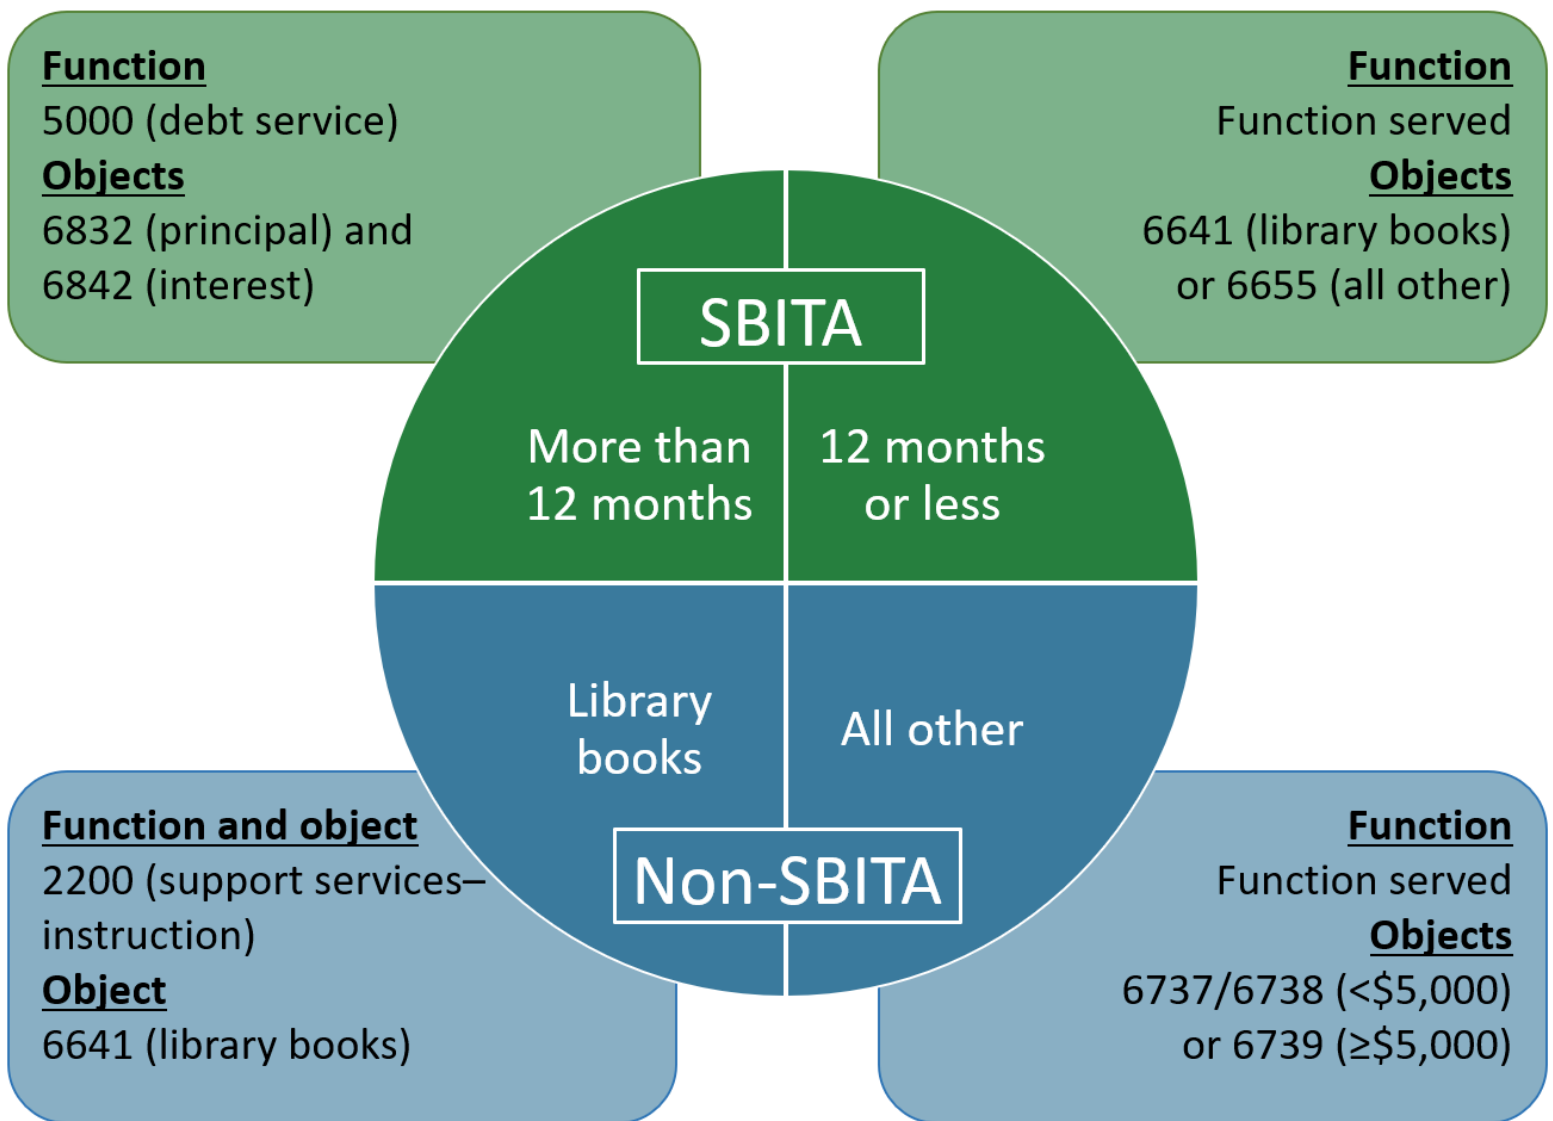 Function
5000 (debt service)
Objects
6832 (principal) and
6842 (interest)
Function
Function served
Objects
6641 (library books)
or 6655 (all other)
SBITA
More than
12 months
12 months
or less
Library
books
All other
Non-SBITA
Function and object
2200 (support services–
instruction)
Object
6641 (library books)
Function
Function served
Objects
6737/6738 (<$5,000)
or 6739 (≥$5,000)